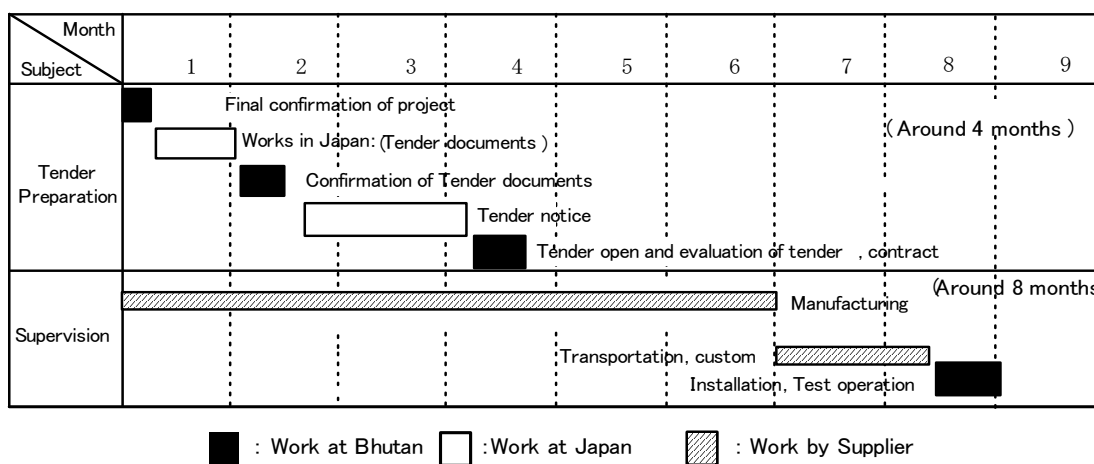 Month
Subject
1 2 3 4 5 6 7 8 9
Final confirmation of project
(Around 4 months)
Works in Japan: (Tender documents)
Tender
Preparation
Confirmation of Tender documents
Tender notice
Tender open and evaluation of tender , contract
(Around 8 months
Manufacturing
Supervision
Transportation, custom
Installation, Test operation
: Work at Bhutan :Work at Japan : Work by Supplier